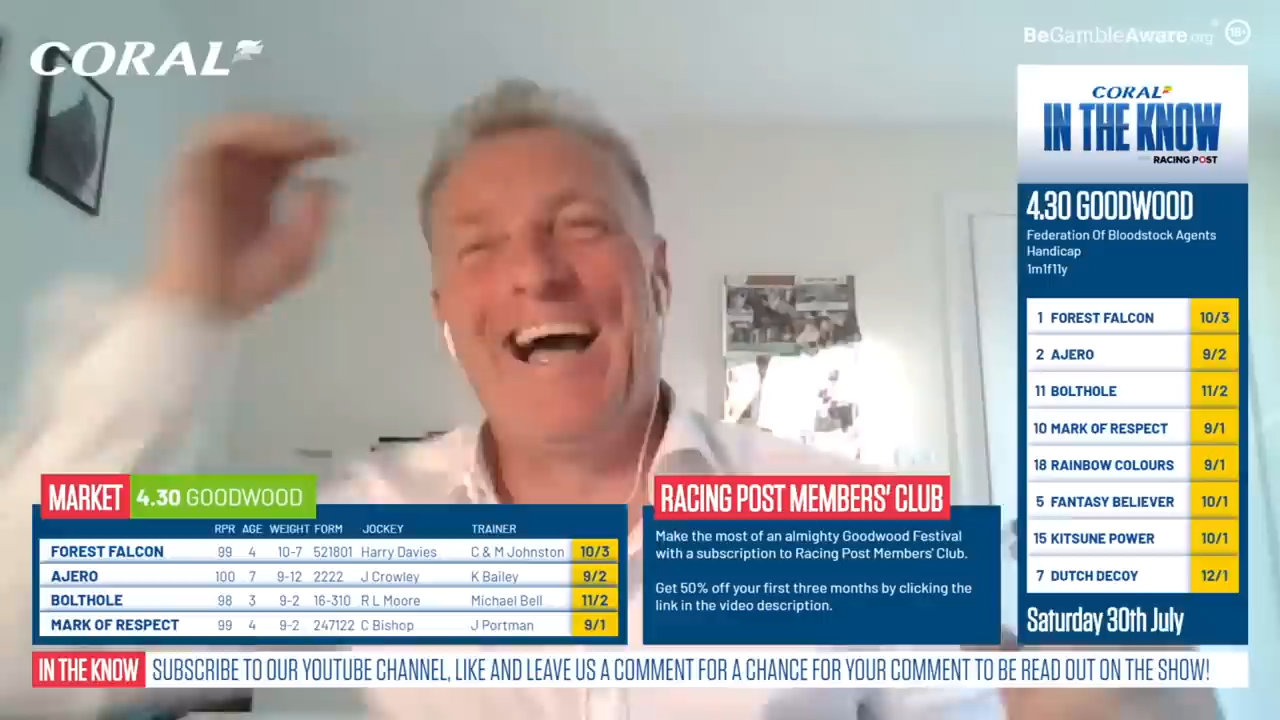 CORAL
BeGambleAware.org 18+
CORAL
IN THE KNOW
RACING POST
4.30 GOODWOOD
Federation Of Bloodstock Agents
Handicap
1m1f11y
1 FOREST FALCON 10/3
2 AJERO 9/2
11 BOLTHOLE 11/2
10 MARK OF RESPECT 9/1
18 RAINBOW COLOURS 9/1
5 FANTASY BELIEVER 10/1
15 KITSUNE POWER 10/1
7 DUTCH DECOY 12/1
Saturday 30th July
MARKET 4.30 GOODWOOD
RPR AGE WEIGHT FORM JOCKEY TRAINER
FOREST FALCON 99 4 10-7 521801 Harry Davies C & M Johnston 10/3
AJERO 100 7 9-12 2222 J Crowley K Bailey 9/2
BOLTHOLE 98 3 9-2 16-310 R L Moore Michael Bell 11/2
MARK OF RESPECT 99 4 9-2 247122 C Bishop J Portman 9/1
RACING POST MEMBERS' CLUB
Make the most of an almighty Goodwood Festival
with a subscription to Racing Post Members' Club.
Get 50% off your first three months by clicking the
link in the video description.
IN THE KNOW SUBSCRIBE TO OUR YOUTUBE CHANNEL, LIKE AND LEAVE US A COMMENT FOR A CHANCE FOR YOUR COMMENT TO BE READ OUT ON THE SHOW!